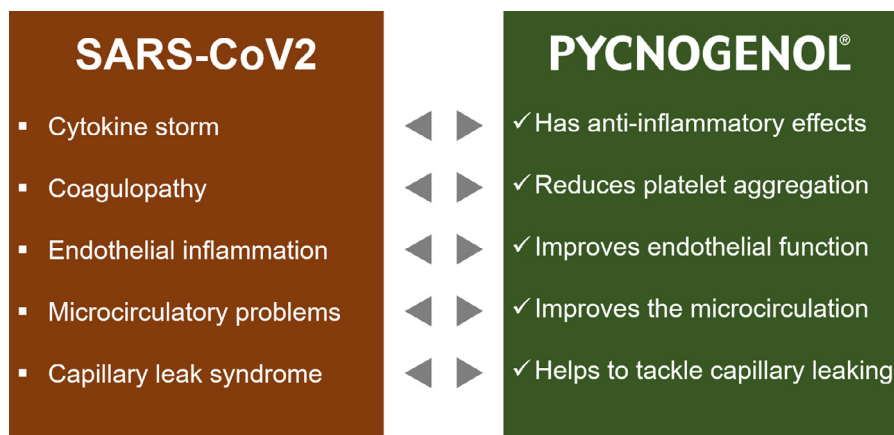 SARS-CoV2
▪ Cytokine storm
▪ Coagulopathy
▪ Endothelial inflammation
▪ Microcirculatory problems
▪ Capillary leak syndrome
PYCNOGENOL®
✓ Has anti-inflammatory effects
✓ Reduces platelet aggregation
✓ Improves endothelial function
✓ Improves the microcirculation
✓ Helps to tackle capillary leaking